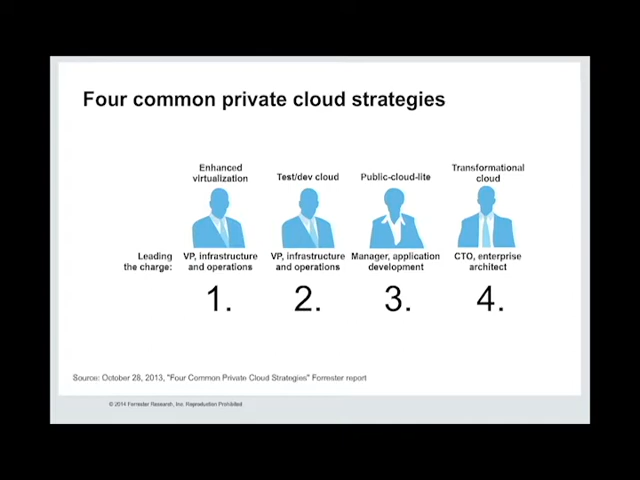 Four common private cloud strategies
Enhanced
virtualization
Test/dev cloud
Public-cloud-lite
Transformational
cloud
Leading
the charge:
VP, infrastructure
and operations
VP, infrastructure
and operations
Manager, application
development
CTO, enterprise
architect
1.
2.
3.
4.
Source: October 28, 2013, "Four Common Private Cloud Strategies" Forrester report
© 2014 Forrester Research, Inc. Reproduction Prohibited